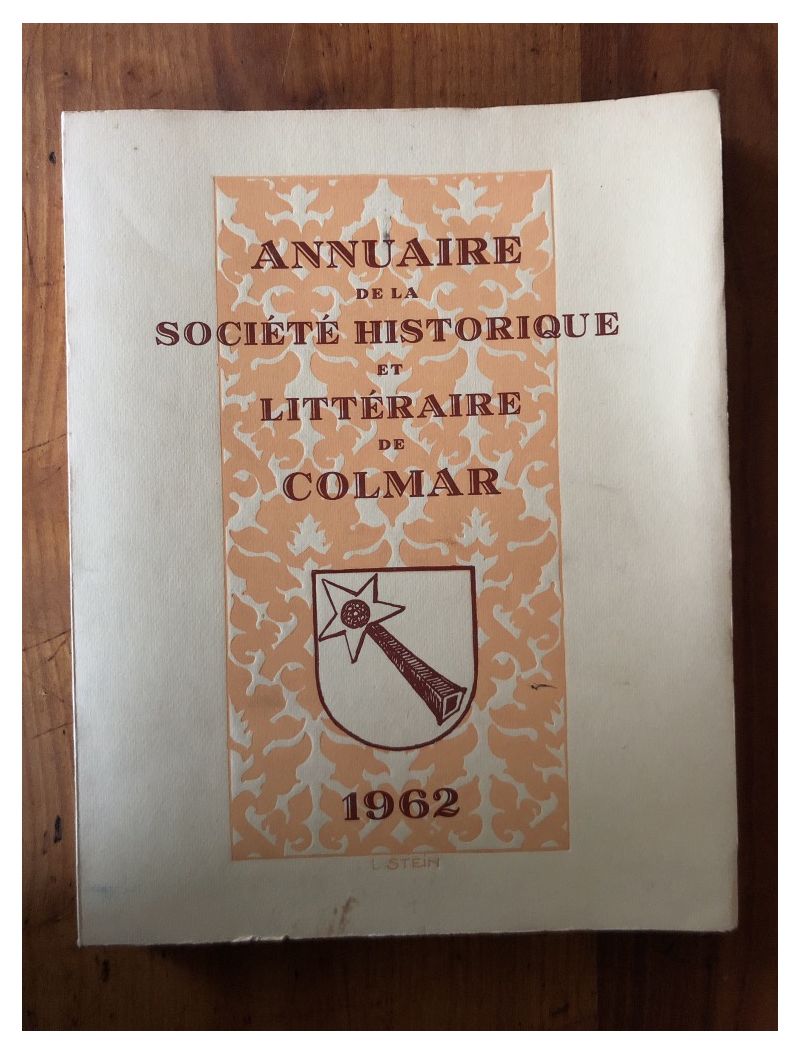 ANNUAIRE
DE LA
SOCIÉTÉ HISTORIQUE
ET
LITTÉRAIRE
DE
COLMAR
1962
L. STEIN